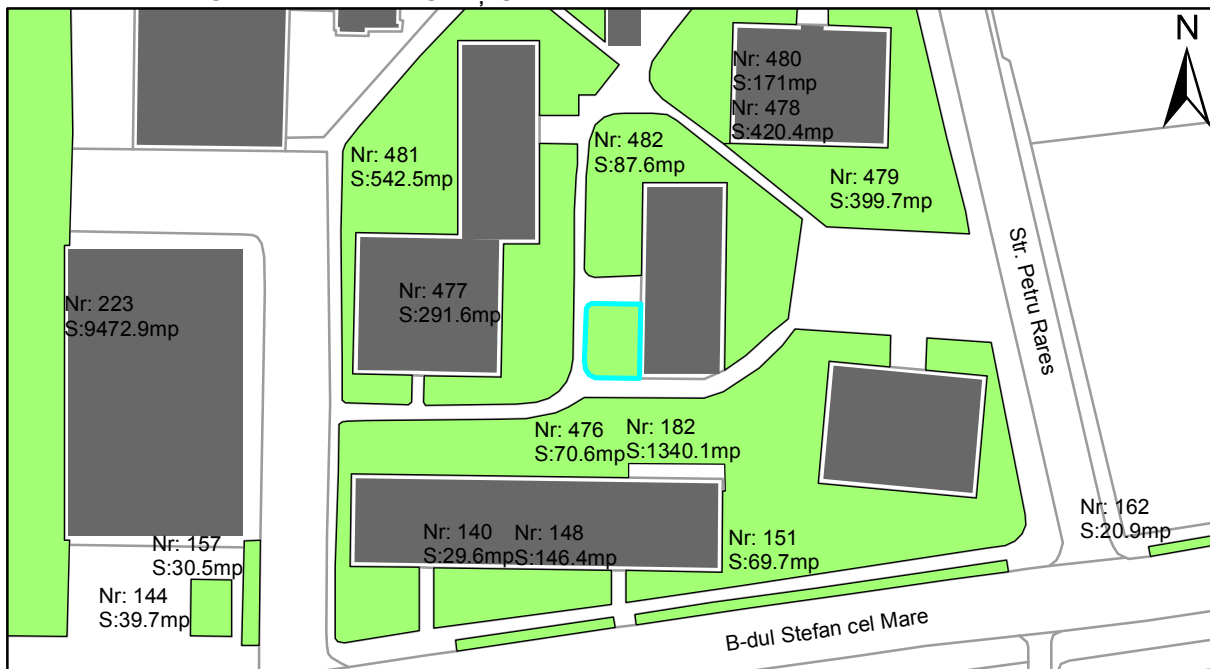 N
Nr: 480
S:171mp
Nr: 478
S:420.4mp
Nr: 482
S:87.6mp
Nr: 481
S:542.5mp
Nr: 479
S:399.7mp
Str. Petru Rares
Nr: 477
S:291.6mp
Nr: 223
S:9472.9mp
Nr: 476
S:70.6mp
Nr: 182
S:1340.1mp
Nr: 162
S:20.9mp
Nr: 140
S:29.6mp
Nr: 148
S:146.4mp
Nr: 151
S:69.7mp
Nr: 157
S:30.5mp
Nr: 144
S:39.7mp
B-dul Stefan cel Mare